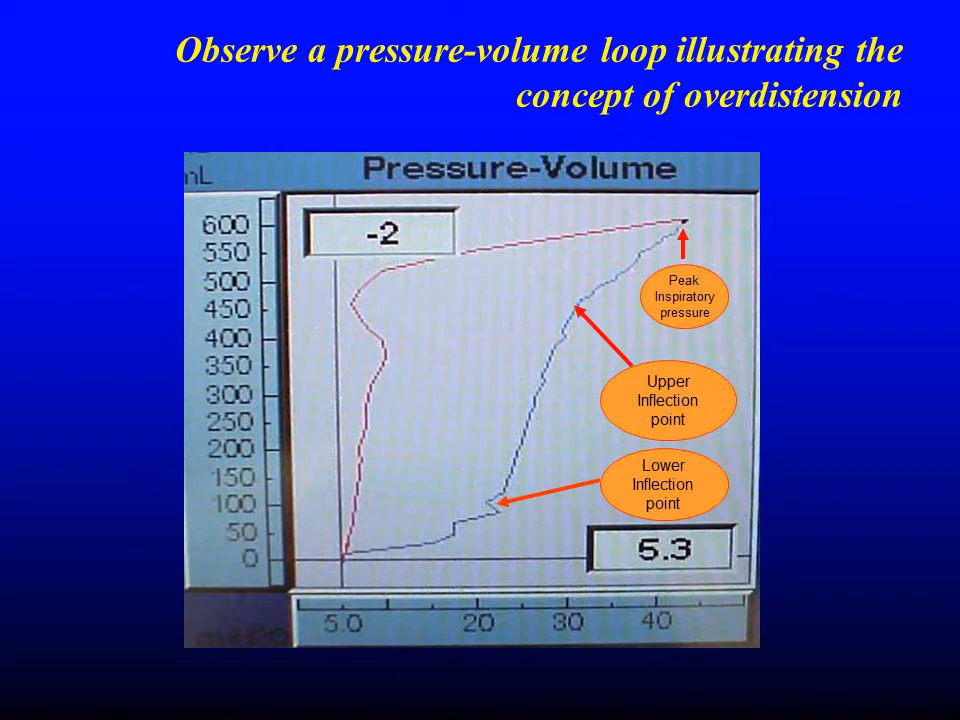 Observe a pressure-volume loop illustrating the
concept of overdistension
mL
Pressure-Volume
600
550
500
450
400
350
300
250
200
150
100
50
0
-2
Peak
Inspiratory
pressure
Upper
Inflection
point
Lower
Inflection
point
5.3
5.0
20
30
40